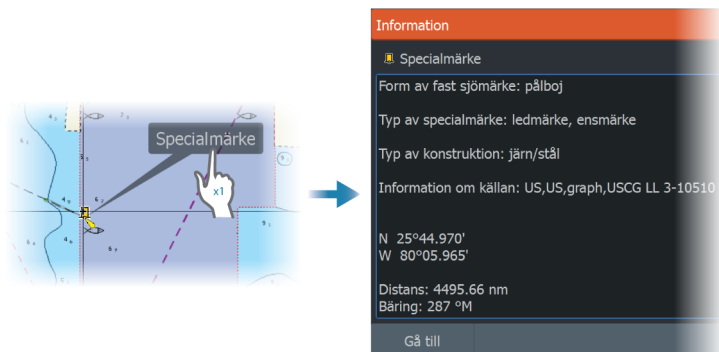 Specialmärke
x1
Information
Specialmärke
Form av fast sjömärke: pålboj
Typ av specialmärke: ledmärke, ensmärke
Typ av konstruktion: järn/stål
Information om källan: US,US,graph,USCG LL 3-10510
N 25°44.970'
W 80°05.965'
Distans: 4495.66 nm
Bäring: 287 °M
Gå till